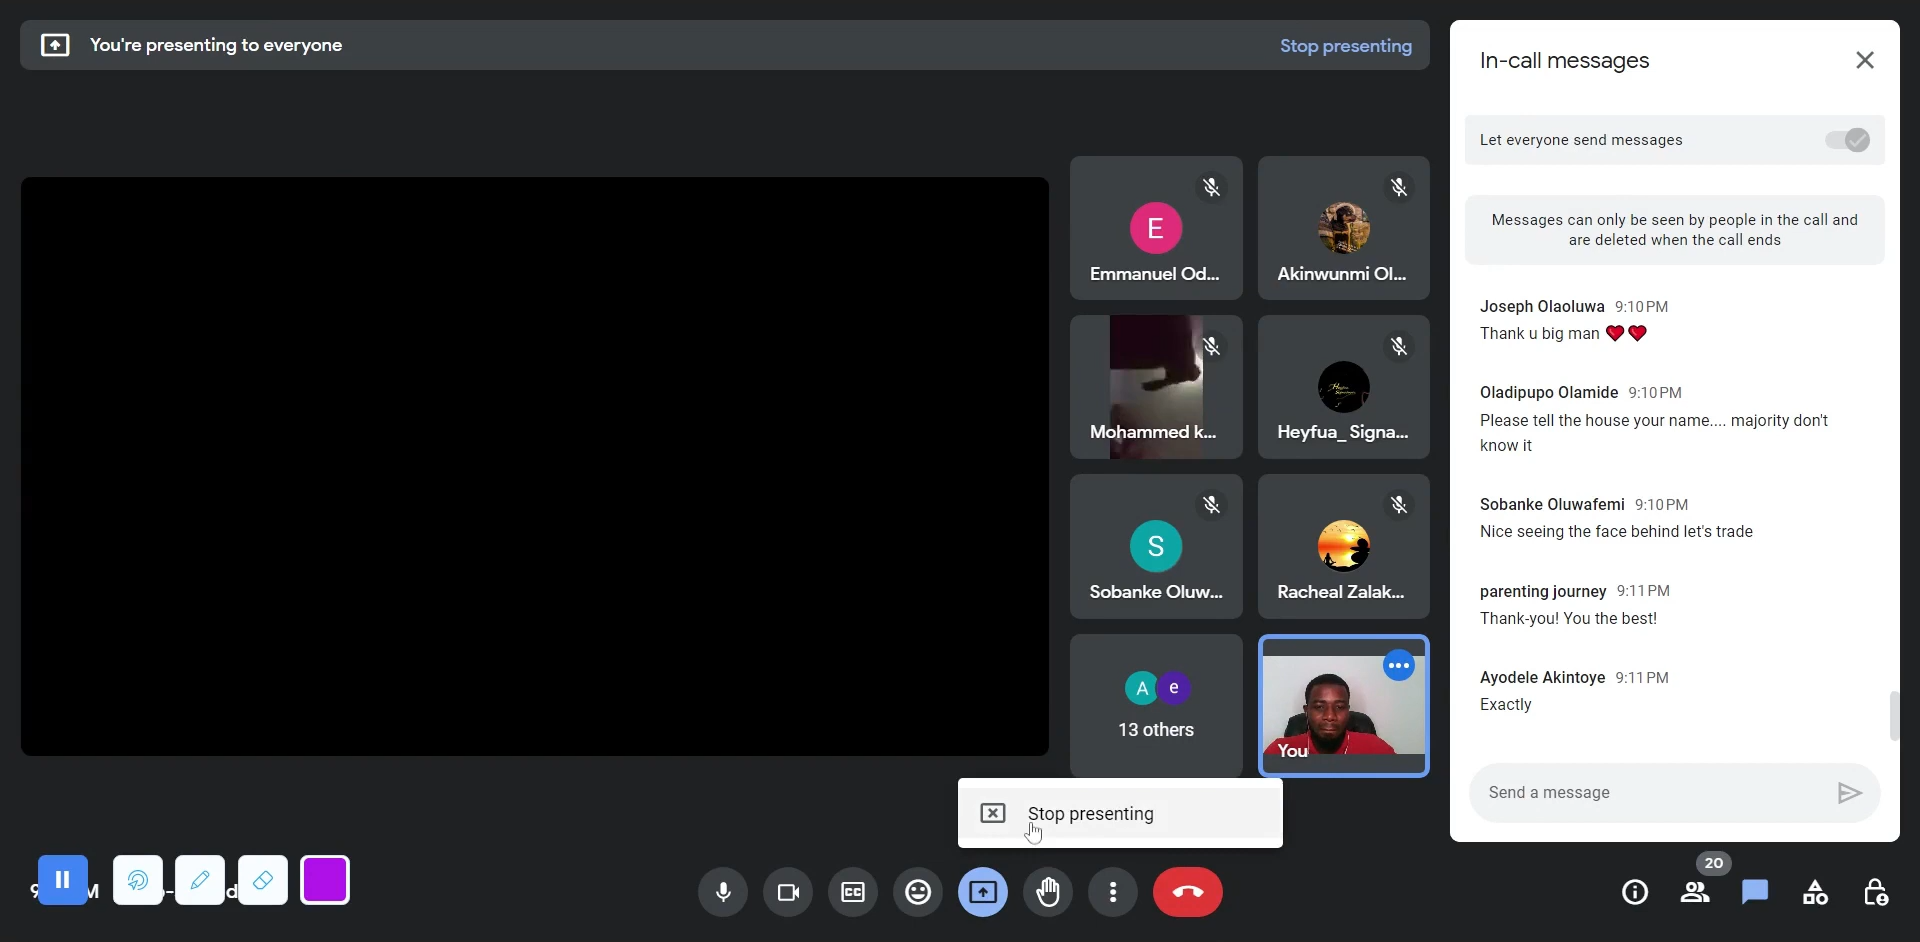 You're presenting to everyone
Stop presenting
E
Emmanuel Od...
Akinwunmi Ol...
Mohammed k...
Heyfua_ Signa...
S
Sobanke Oluw...
Racheal Zalak...
A e
13 others
You
Stop presenting
CC
In-call messages
Let everyone send messages
Messages can only be seen by people in the call and
are deleted when the call ends
Joseph Olaoluwa 9:10 PM
Thank u big man ❤❤
Oladipupo Olamide 9:10 PM
Please tell the house your name.... majority don't
know it
Sobanke Oluwafemi 9:10 PM
Nice seeing the face behind let's trade
parenting journey 9:11 PM
Thank-you! You the best!
Ayodele Akintoye 9:11 PM
Exactly
Send a message
20